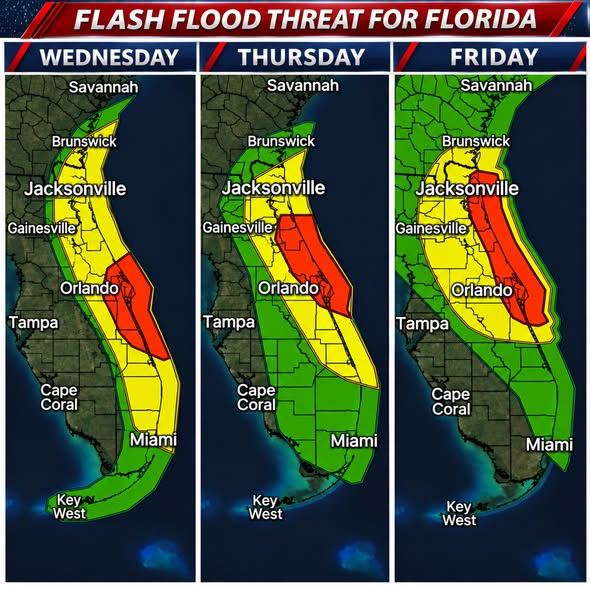 FLASH FLOOD THREAT FOR FLORIDA
WEDNESDAY
Savannah
Brunswick
Jacksonville
Gainesville
Orlando
Tampa
Cape
Coral
Miami
Key
West
THURSDAY
Savannah
Brunswick
Jacksonville
Gainesville
Orlando
Tampa
Cape
Coral
Miami
Key
West
FRIDAY
Savannah
Brunswick
Jacksonville
Gainesville
Orlando
Tampa
Cape
Coral
Miami
Key
West